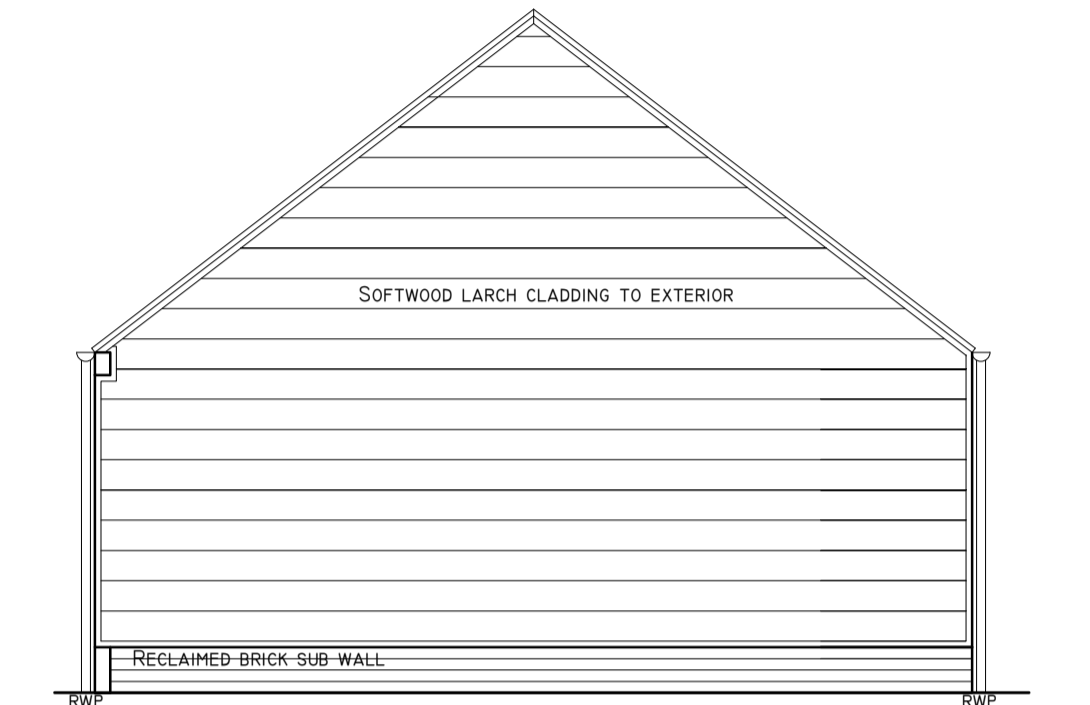 SOFTWOOD LARCH CLADDING TO EXTERIOR
RECLAIMED BRICK SUB WALL
RWP RWP